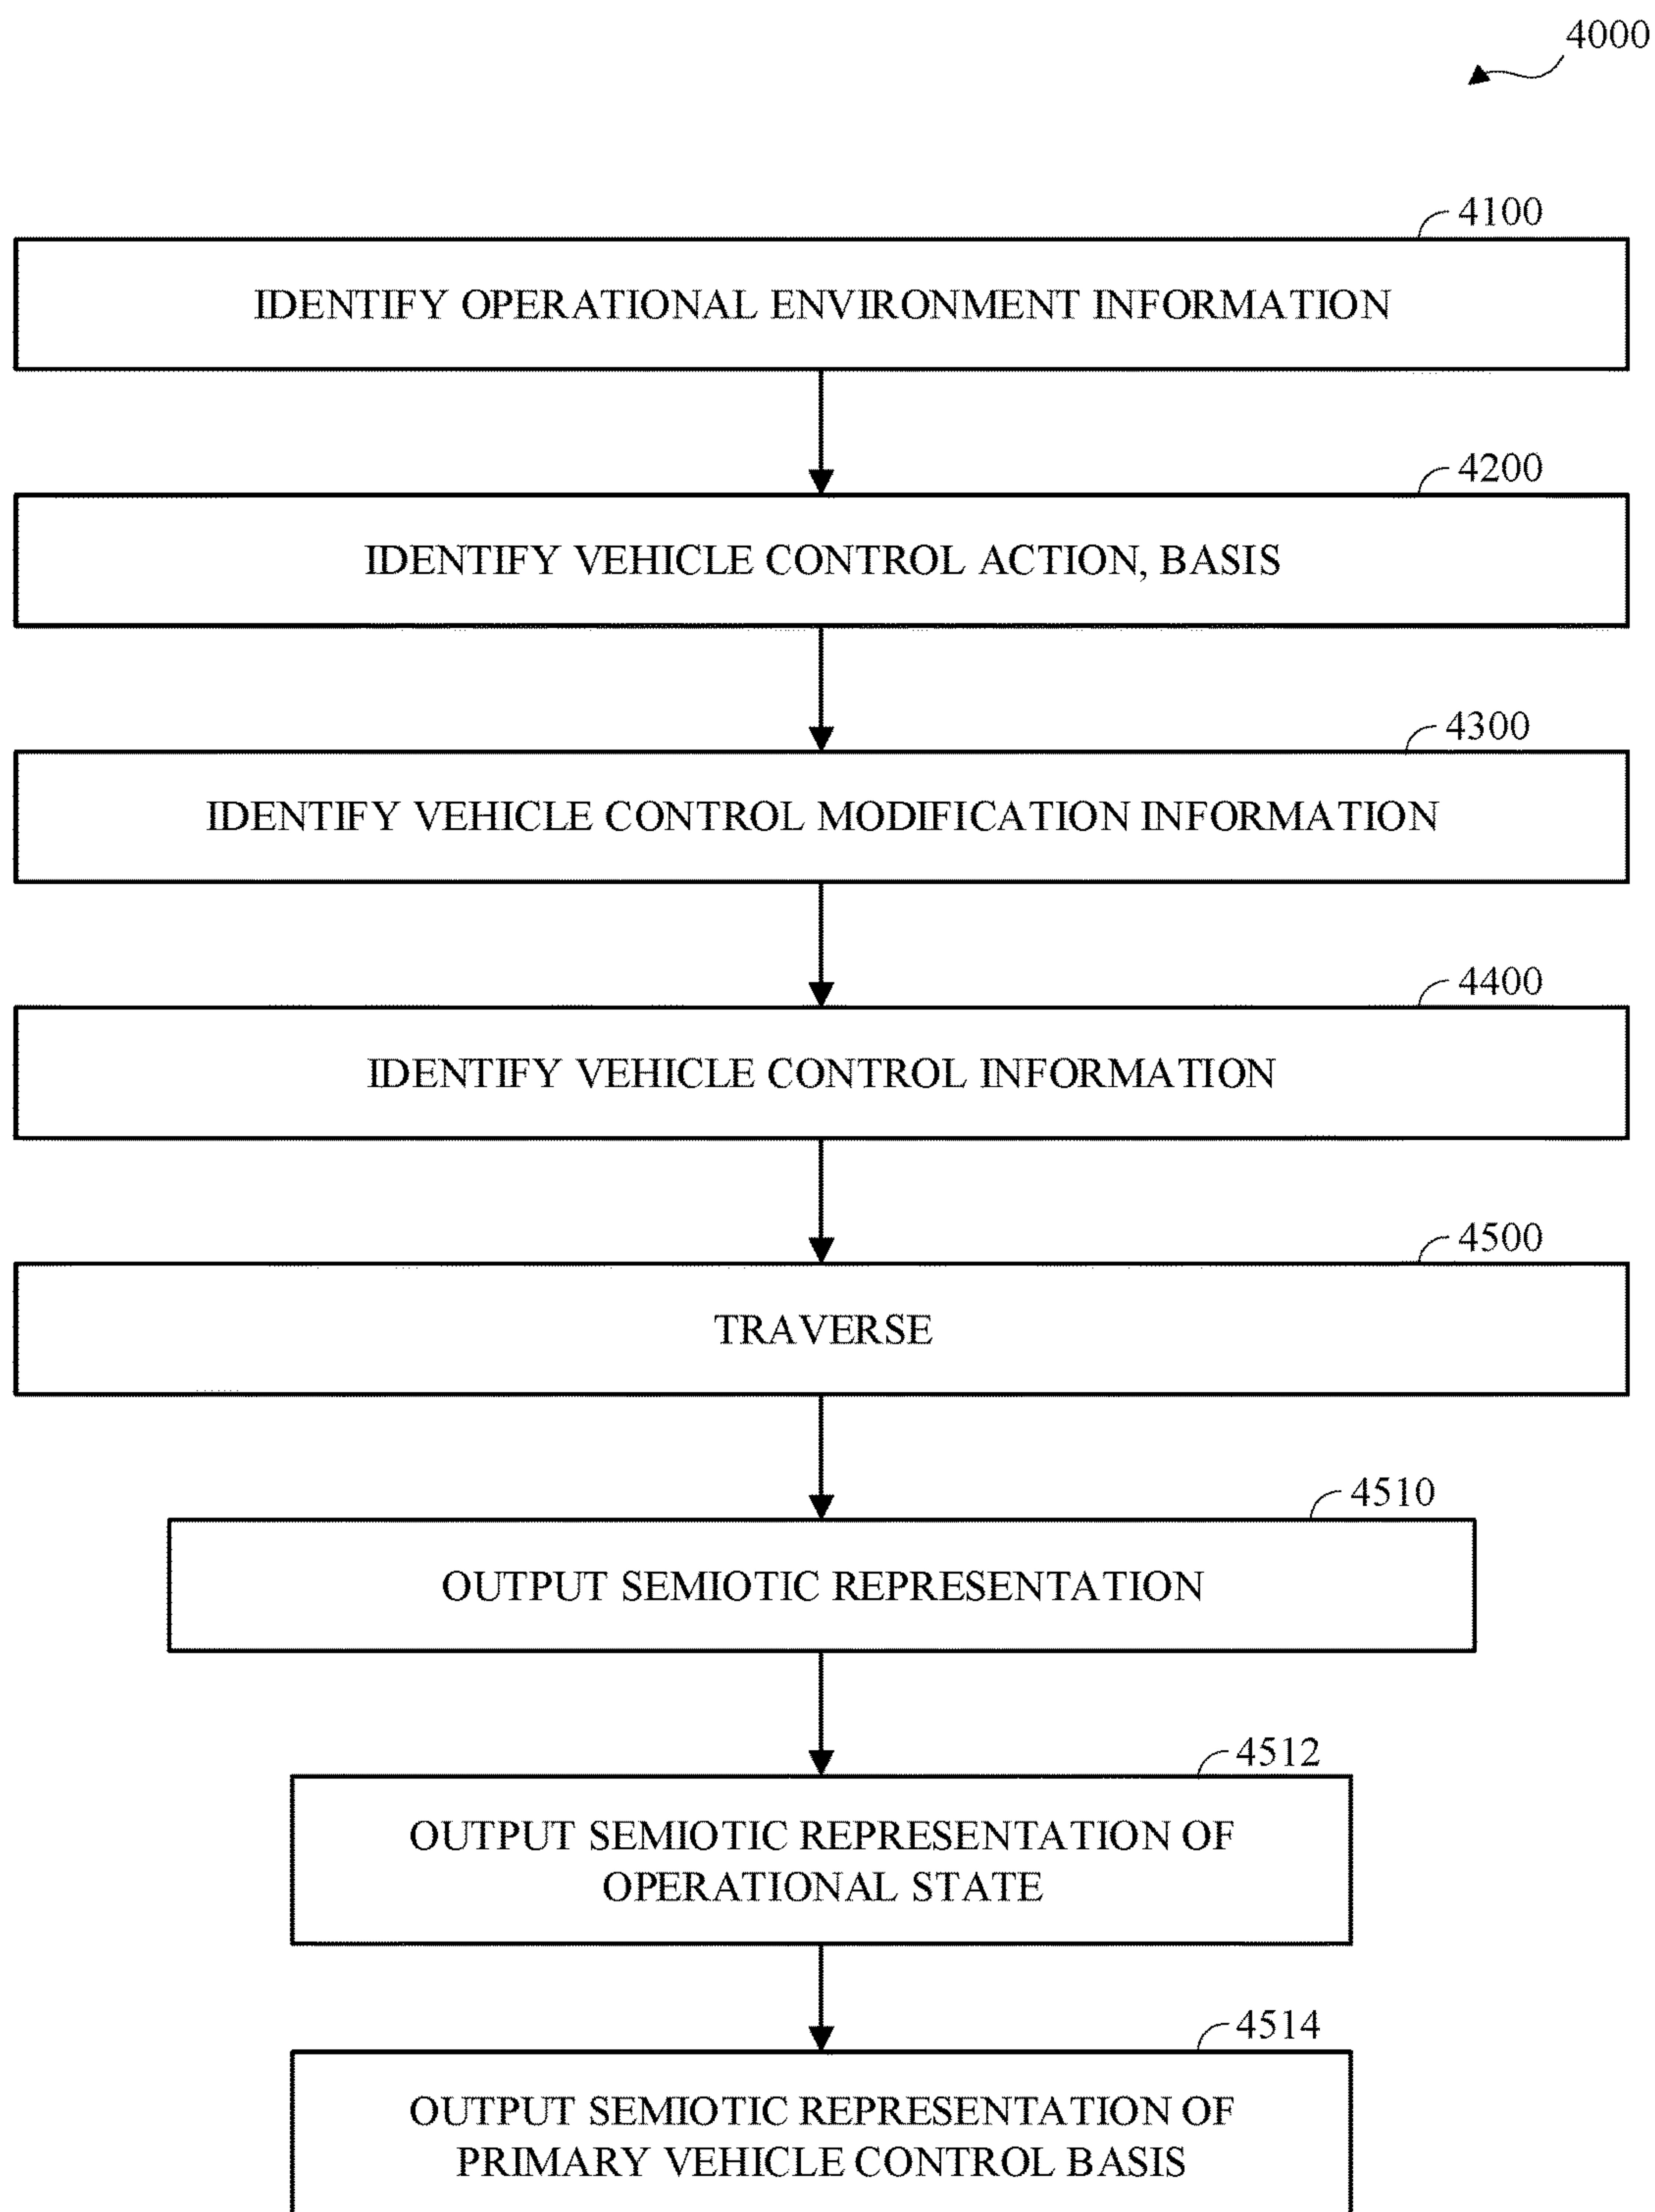 4000
4100
IDENTIFY OPERATIONAL ENVIRONMENT INFORMATION
4200
IDENTIFY VEHICLE CONTROL ACTION, BASIS
4300
IDENTIFY VEHICLE CONTROL MODIFICATION INFORMATION
4400
IDENTIFY VEHICLE CONTROL INFORMATION
4500
TRAVERSE
4510
OUTPUT SEMIOTIC REPRESENTATION
4512
OUTPUT SEMIOTIC REPRESENTATION OF
OPERATIONAL STATE
4514
OUTPUT SEMIOTIC REPRESENTATION OF
PRIMARY VEHICLE CONTROL BASIS